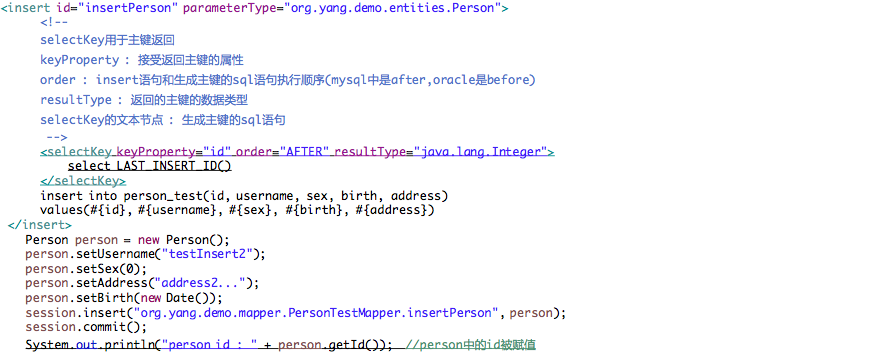 <insert id="insertPerson" parameterType="org.yang.demo.entities.Person">
<!--
selectKey用于主键返回
keyProperty : 接受返回主键的属性
order : insert语句和生成主键的sql语句执行顺序(mysql中是after,oracle是before)
resultType : 返回的主键的数据类型
selectKey的文本节点 : 生成主键的sql语句
-->
<selectKey keyProperty="id" order="AFTER" resultType="java.lang.Integer">
select LAST_INSERT_ID()
</selectKey>
insert into person_test(id, username, sex, birth, address)
values(#{id}, #{username}, #{sex}, #{birth}, #{address})
</insert>
Person person = new Person();
person.setUsername("testInsert2");
person.setSex(0);
person.setAddress("address2...");
person.setBirth(new Date());
session.insert("org.yang.demo.mapper.PersonTestMapper.insertPerson", person);
session.commit();
System.out.println("person id : " + person.getId()); //person中的id被赋值